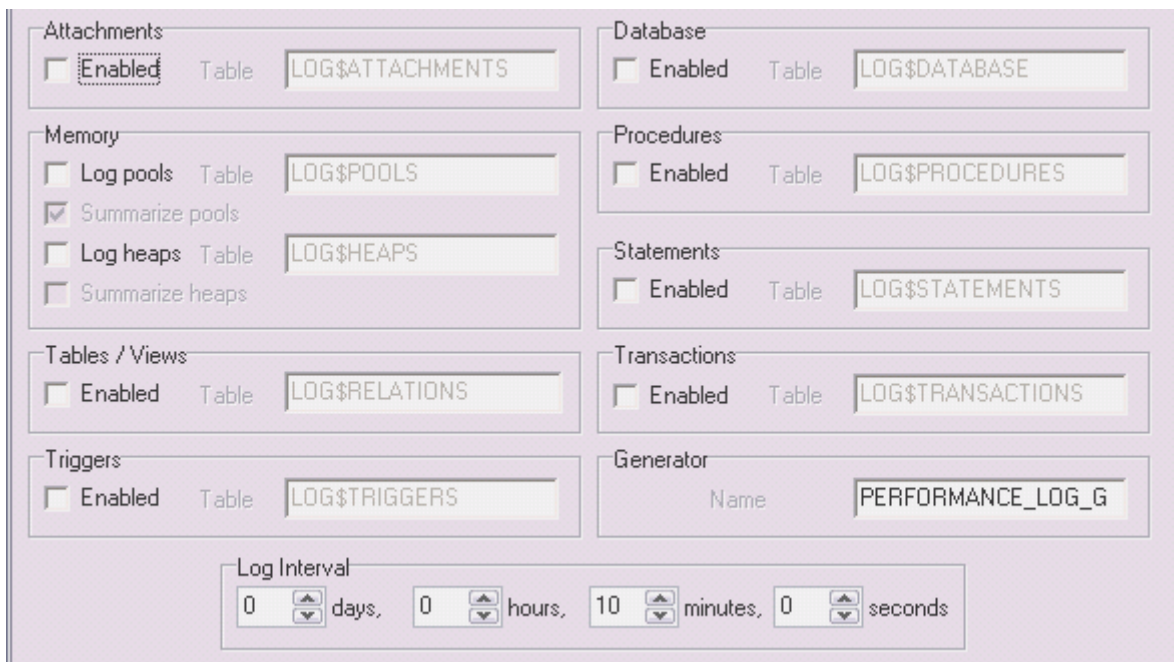 Attachments
Enabled Table LOG$ATTACHMENTS
Database
Enabled Table LOG$DATABASE
Memory
Log pools Table LOG$POOLS
Summarize pools
Log heaps Table LOG$HEAPS
Summarize heaps
Procedures
Enabled Table LOG$PROCEDURES
Statements
Enabled Table LOG$STATEMENTS
Tables / Views
Enabled Table LOG$RELATIONS
Transactions
Enabled Table LOG$TRANSACTIONS
Triggers
Enabled Table LOG$TRIGGERS
Generator
Name PERFORMANCE_LOG_G
Log Interval
0 days, 0 hours, 10 minutes, 0 seconds